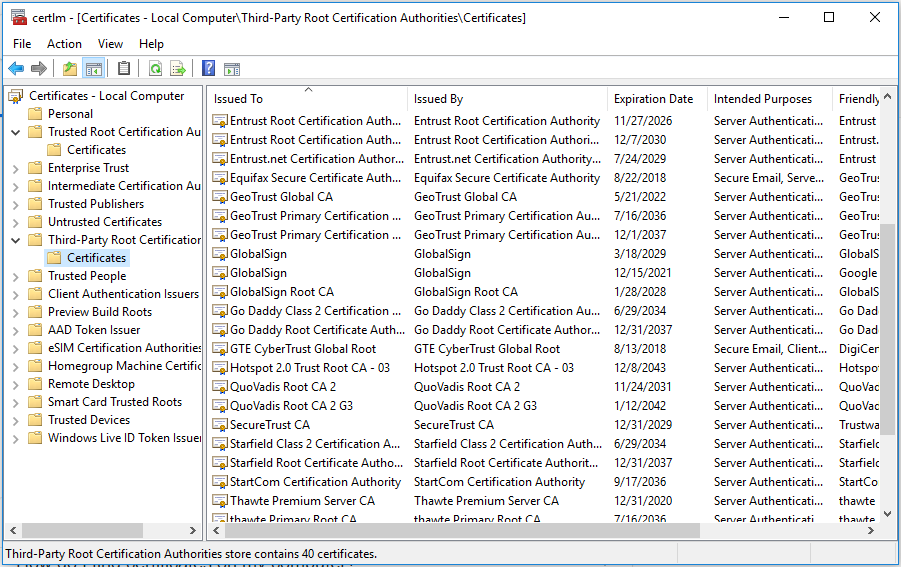 certlm - [Certificates - Local Computer\Third-Party Root Certification Authorities\Certificates]
File Action View Help
Certificates - Local Computer
Personal
Trusted Root Certification Au
Certificates
Enterprise Trust
Intermediate Certification Au
Trusted Publishers
Untrusted Certificates
Third-Party Root Certification
Certificates
Trusted People
Client Authentication Issuers
Preview Build Roots
AAD Token Issuer
eSIM Certification Authorities
Homegroup Machine Certific
Remote Desktop
Smart Card Trusted Roots
Trusted Devices
Windows Live ID Token Issuer
Issued To Issued By Expiration Date Intended Purposes Friendly
Entrust Root Certification Auth... Entrust Root Certification Authority 11/27/2026 Server Authenticati... Entrust
Entrust Root Certification Auth... Entrust Root Certification Authori... 12/7/2030 Server Authenticati... Entrust.
Entrust.net Certification Author... Entrust.net Certification Authority... 7/24/2029 Server Authenticati... Entrust
Equifax Secure Certificate Auth... Equifax Secure Certificate Authority 8/22/2018 Secure Email, Serve... GeoTrus
GeoTrust Global CA GeoTrust Global CA 5/21/2022 Server Authenticati... GeoTrus
GeoTrust Primary Certification ... GeoTrust Primary Certification Au... 7/16/2036 Server Authenticati... GeoTrus
GeoTrust Primary Certification ... GeoTrust Primary Certification Au... 12/1/2037 Server Authenticati... GeoTrus
GlobalSign GlobalSign 3/18/2029 Server Authenticati... GlobalS
GlobalSign GlobalSign 12/15/2021 Server Authenticati... Google
GlobalSign Root CA GlobalSign Root CA 1/28/2028 Server Authenticati... GlobalS
Go Daddy Class 2 Certification ... Go Daddy Class 2 Certification Au... 6/29/2034 Server Authenticati... Go Dad
Go Daddy Root Certificate Auth... Go Daddy Root Certificate Author... 12/31/2037 Server Authenticati... Go Dad
GTE CyberTrust Global Root GTE CyberTrust Global Root 8/13/2018 Secure Email, Client... DigiCen
Hotspot 2.0 Trust Root CA - 03 Hotspot 2.0 Trust Root CA - 03 12/8/2043 Server Authenticati... Hotspot
QuoVadis Root CA 2 QuoVadis Root CA 2 11/24/2031 Server Authenticati... QuoVad
QuoVadis Root CA 2 G3 QuoVadis Root CA 2 G3 1/12/2042 Server Authenticati... QuoVad
SecureTrust CA SecureTrust CA 12/31/2029 Server Authenticati... Trustwa
Starfield Class 2 Certification A... Starfield Class 2 Certification Auth... 6/29/2034 Server Authenticati... Starfield
Starfield Root Certificate Autho... Starfield Root Certificate Authorit... 12/31/2037 Server Authenticati... Starfield
StartCom Certification Authority StartCom Certification Authority 9/17/2036 Server Authenticati... StartCo
Thawte Premium Server CA Thawte Premium Server CA 12/31/2020 Server Authenticati... thawte
thawte Primary Root CA thawte Primary Root CA 7/16/2036 Server Authenticati... thawte
Third-Party Root Certification Authorities store contains 40 certificates.